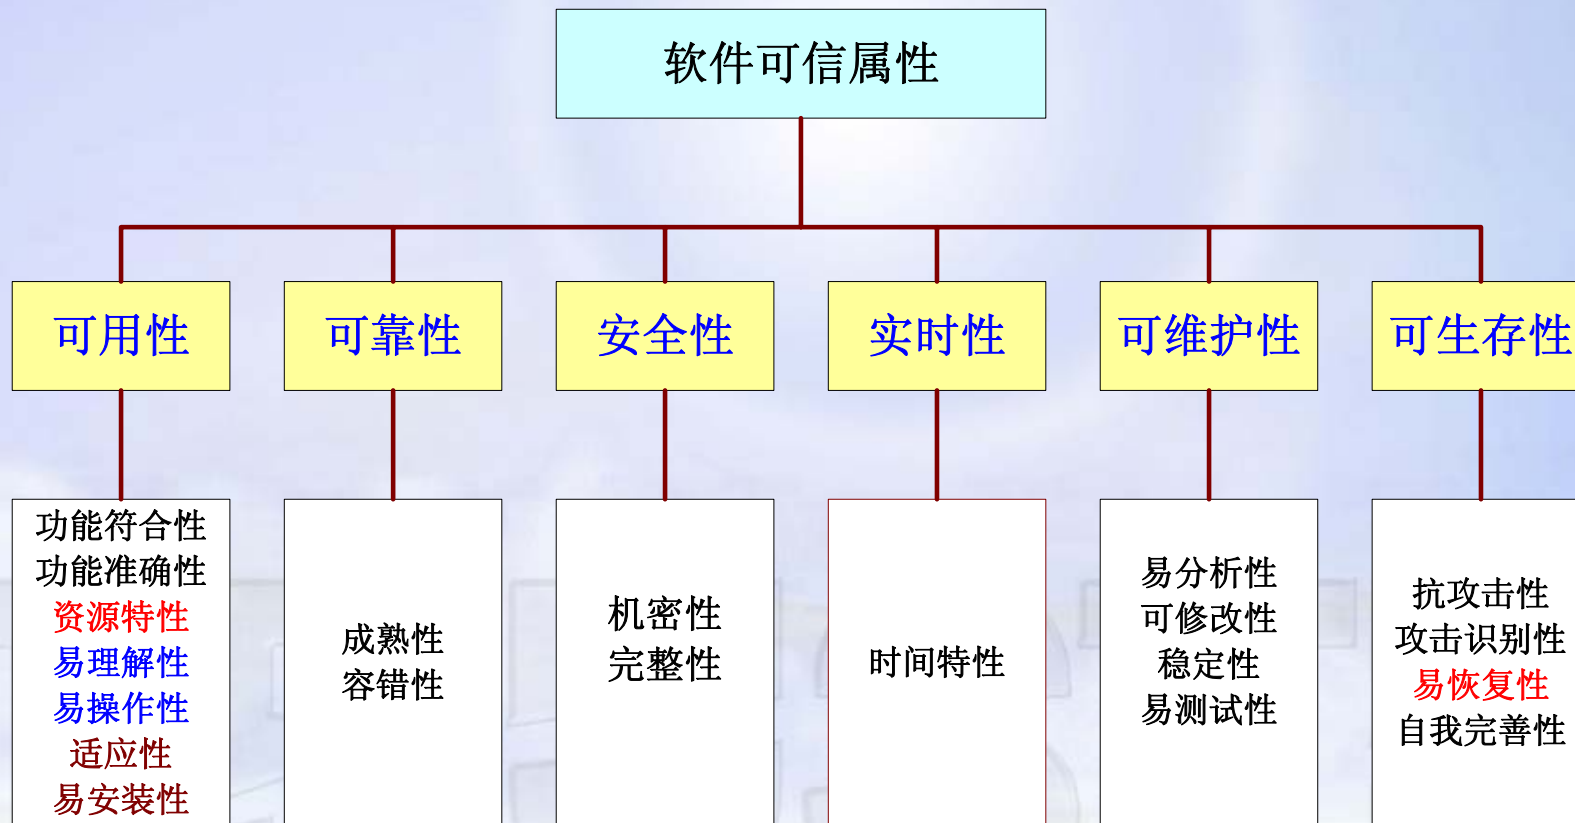 软件可信属性
可用性
可靠性
安全性
实时性
可维护性
可生存性
功能符合性
功能准确性
资源特性
易理解性
易操作性
适应性
易安装性
成熟性
容错性
机密性
完整性
时间特性
易分析性
可修改性
稳定性
易测试性
抗攻击性
攻击识别性
易恢复性
自我完善性